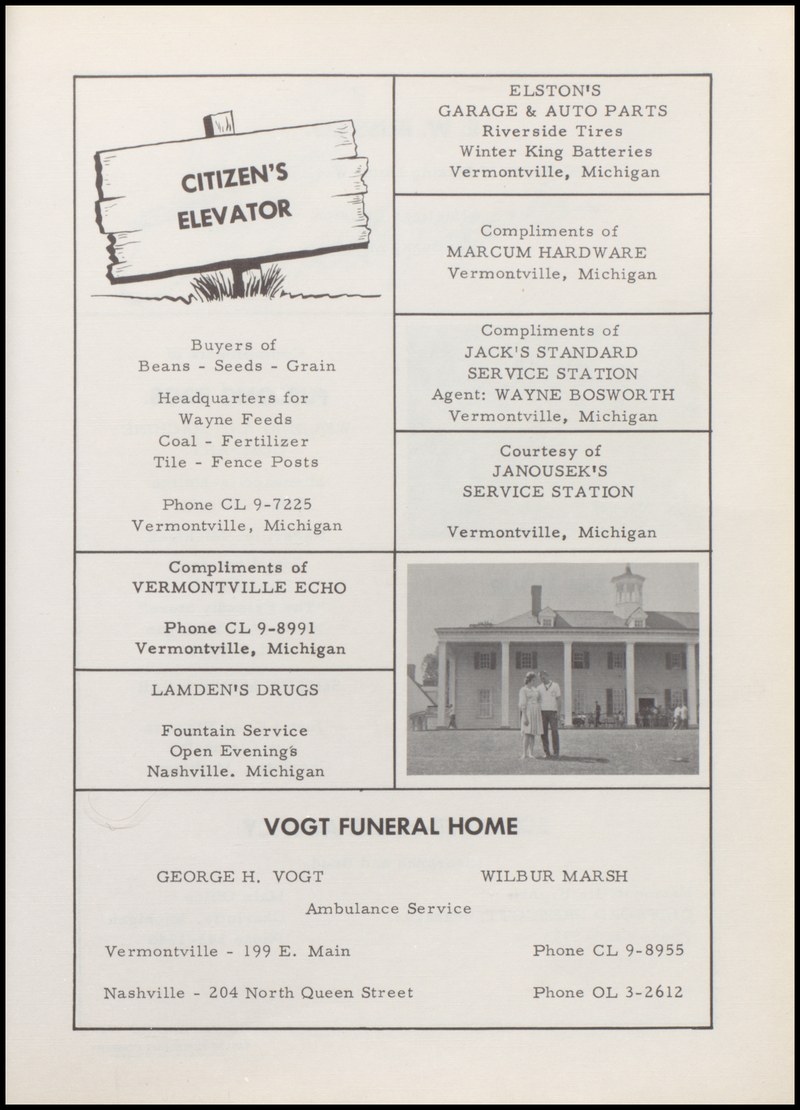 CITIZEN'S
ELEVATOR
Buyers of
Beans - Seeds - Grain
Headquarters for
Wayne Feeds
Coal - Fertilizer
Tile - Fence Posts
Phone CL 9-7225
Vermontville, Michigan
Compliments of
VERMONTVILLE ECHO
Phone CL 9-8991
Vermontville, Michigan
LAMDEN'S DRUGS
Fountain Service
Open Evenings
Nashville. Michigan
ELSTON'S
GARAGE & AUTO PARTS
Riverside Tires
Winter King Batteries
Vermontville, Michigan
Compliments of
MARCUM HARDWARE
Vermontville, Michigan
Compliments of
JACK'S STANDARD
SERVICE STATION
Agent: WAYNE BOSWORTH
Vermontville, Michigan
Courtesy of
JANOUSEK'S
SERVICE STATION
Vermontville, Michigan
VOGT FUNERAL HOME
GEORGE H. VOGT WILBUR MARSH
Ambulance Service
Vermontville - 199 E. Main Phone CL 9-8955
Nashville - 204 North Queen Street Phone OL 3-2612